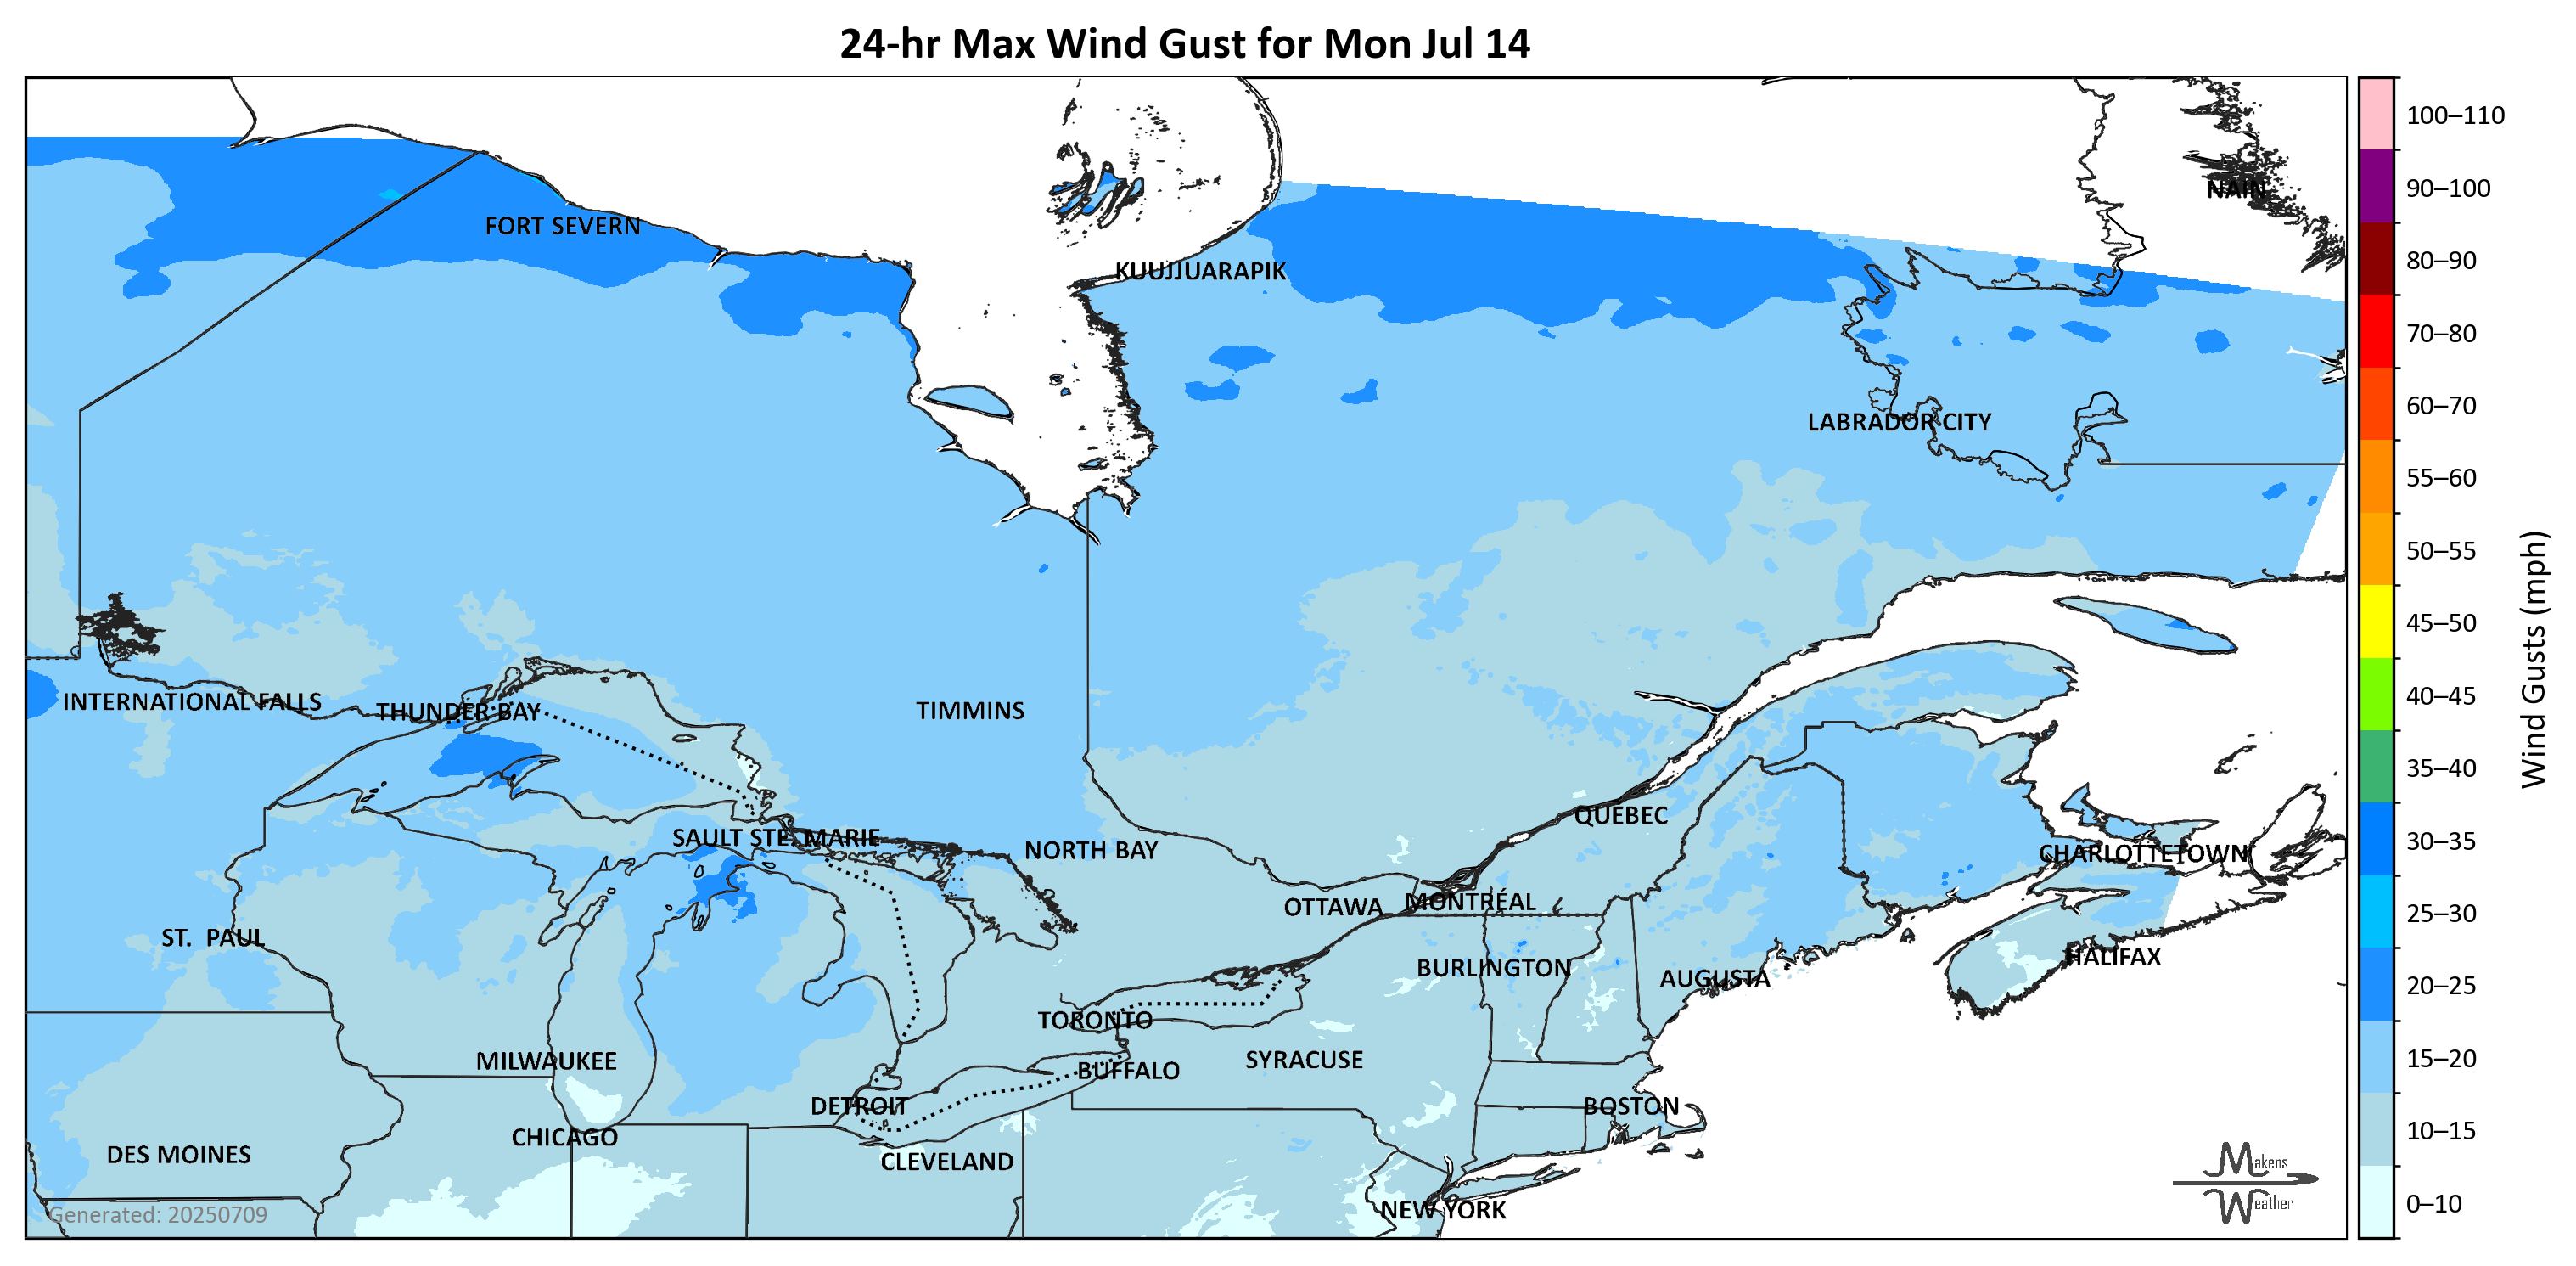 24-hr Max Wind Gust for Mon Jul 14
100–110
90–100
80–90
70–80
60–70
55–60
50–55
45–50
40–45
35–40
30–35
25–30
20–25
15–20
10–15
0–10
Wind Gusts (mph)
NAIN
FORT SEVERN
KUUJJUARAPIK
LABRADOR CITY
INTERNATIONAL FALLS
THUNDER BAY
TIMMINS
QUÉBEC
SAULT STE. MARIE
NORTH BAY
CHARLOTTETOWN
OTTAWA
MONTRÉAL
ST.  PAUL
HALIFAX
BURLINGTON
AUGUSTA
TORONTO
MILWAUKEE
SYRACUSE
BUFFALO
DETROIT
BOSTON
CHICAGO
DES MOINES
CLEVELAND
NEW YORK
Generated: 20250709
Makens
Weather